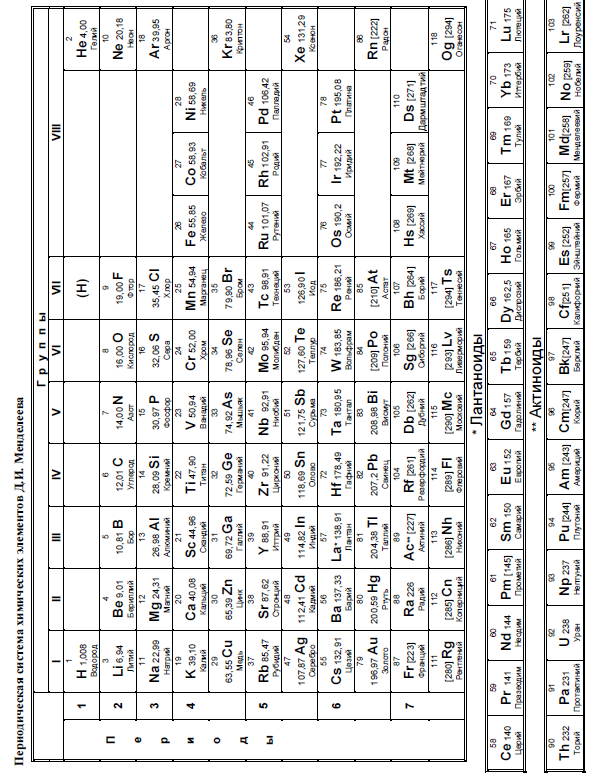 Периодическая система химических элементов Д.И. Менделеева
Г р у п п ы
I II III IV V VI VII VIII
П е р и о д ы
1
1 2
H 1,008 (H) He 4,00
Водород Гелий
2
3 4 5 6 7 8 9 10
Li 6,94 Be 9,01 10,81 B 12,01 C 14,00 N 16,00 O 19,00 F Ne 20,18
Литий Бериллий Бор Углерод Азот Кислород Фтор Неон
3
11 12 13 14 15 16 17 18
Na 22,99 Mg 24,31 26,98 Al 28,09 Si 30,97 P 32,06 S 35,45 Cl Ar 39,95
Натрий Магний Алюминий Кремний Фосфор Сера Хлор Аргон
4
19 20 21 22 23 24 25 26 27 28
K 39,10 Ca 40,08 Sc 44,96 Ti 47,90 V 50,94 Cr 52,00 Mn 54,94 Fe 55,85 Co 58,93 Ni 58,69
Калий Кальций Скандий Титан Ванадий Хром Марганец Железо Кобальт Никель
29 30 31 32 33 34 35 36
63,55 Cu 65,39 Zn 69,72 Ga 72,59 Ge 74,92 As 78,96 Se 79,90 Br Kr 83,80
Медь Цинк Галлий Германий Мышьяк Селен Бром Криптон
5
37 38 39 40 41 42 43 44 45 46
Rb 85,47 Sr 87,62 Y 88,91 Zr 91,22 Nb 92,91 Mo 95,94 Tc 98,91 Ru 101,07 Rh 102,91 Pd 106,42
Рубидий Стронций Иттрий Цирконий Ниобий Молибден Технеций Рутений Родий Палладий
47 48 49 50 51 52 53 54
107,87 Ag 112,41 Cd 114,82 In 118,69 Sn 121,75 Sb 127,60 Te 126,90 I Xe 131,29
Серебро Кадмий Индий Олово Сурьма Теллур Иод Ксенон
6
55 56 57 72 73 74 75 76 77 78
Cs 132,91 Ba 137,33 La* 138,91 Hf 178,49 Ta 180,95 W 183,85 Re 186,21 Os 190,2 Ir 192,22 Pt 195,08
Цезий Барий Лантан Гафний Тантал Вольфрам Рений Осмий Иридий Платина
79 80 81 82 83 84 85 86
196,97 Au 200,59 Hg 204,38 Tl 207,2 Pb 208,98 Bi [209] Po [210] At Rn [222]
Золото Ртуть Таллий Свинец Висмут Полоний Астат Радон
7
87 88 89 104 105 106 107 108 109 110
Fr [223] Ra 226 Ac** [227] Rf [261] Db [262] Sg [266] Bh [264] Hs [269] Mt [268] Ds [271]
Франций Радий Актиний Резерфордий Дубний Сиборгий Борий Хассий Мейтнерий Дармштадтий
111 112 113 114 115 116 117 118
[280] Rg [285] Cn [286] Nh [289] Fl [290] Mc [293] Lv [294] Ts Og [294]
Рентгений Коперниций Нихоний Флеровий Московий Ливерморий Теннесий Оганесон
* Лантаноиды
58 59 60 61 62 63 64 65 66 67 68 69 70 71
Ce 140 Pr 141 Nd 144 Pm [145] Sm 150 Eu 152 Gd 157 Tb 159 Dy 162,5 Ho 165 Er 167 Tm 169 Yb 173 Lu 175
Церий Празеодим Неодим Прометий Самарий Европий Гадолиний Тербий Диспрозий Гольмий Эрбий Тулий Иттербий Лютеций
** Актиноиды
90 91 92 93 94 95 96 97 98 99 100 101 102 103
Th 232 Pa 231 U 238 Np 237 Pu [244] Am [243] Cm [247] Bk [247] Cf [251] Es [252] Fm [257] Md [258] No [259] Lr [262]
Торий Протактиний Уран Нептуний Плутоний Америций Кюрий Берклий Калифорний Эйнштейний Фермий Менделеевий Нобелий Лоуренсий